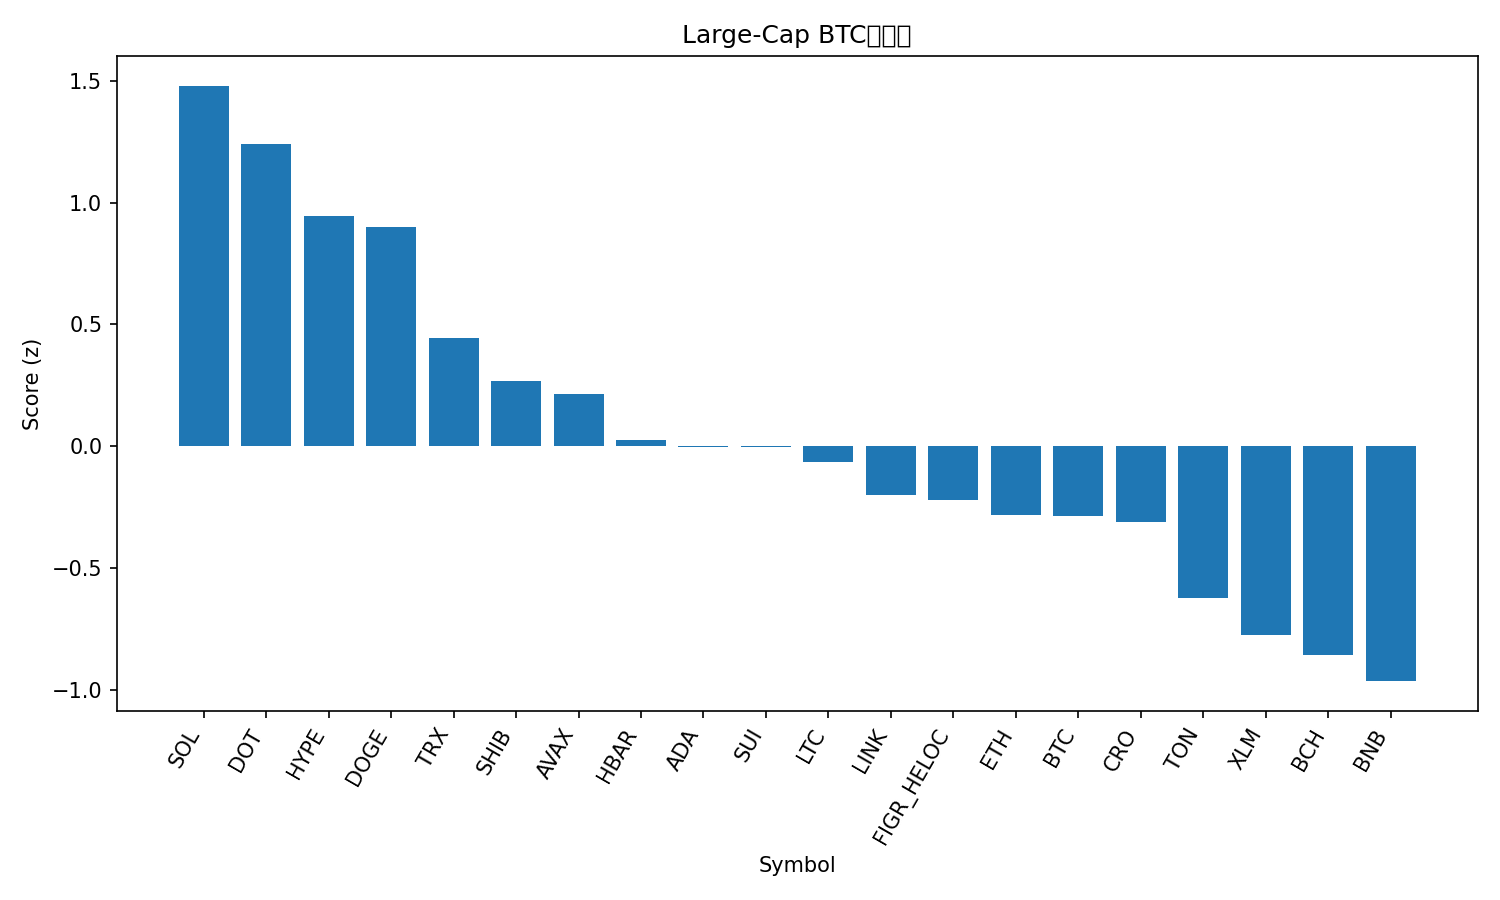 Large-Cap BTC
1.5
1.0
0.5
0.0
−0.5
−1.0
Score (z)
SOL
DOT
HYPE
DOGE
TRX
SHIB
AVAX
HBAR
ADA
SUI
LTC
LINK
FIGR_HELOC
ETH
BTC
CRO
TON
XLM
BCH
BNB
Symbol